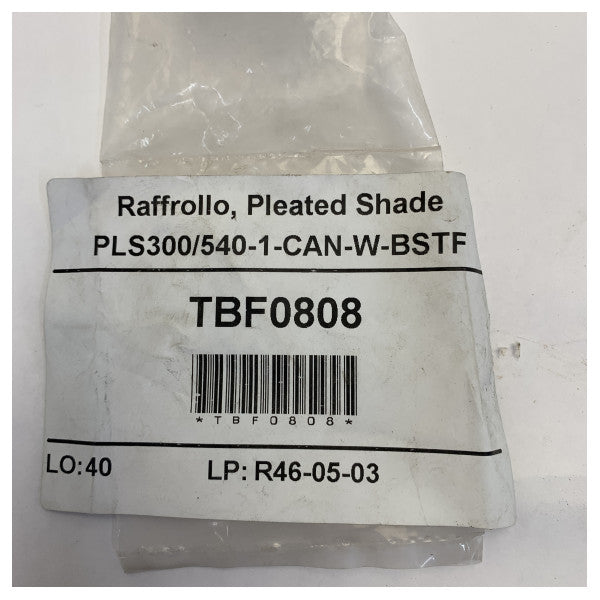 Raffrollo, Pleated Shade
PLS300/540-1-CAN-W-BSTF
TBF0808
*TBF0808*
LO:40 LP: R46-05-03